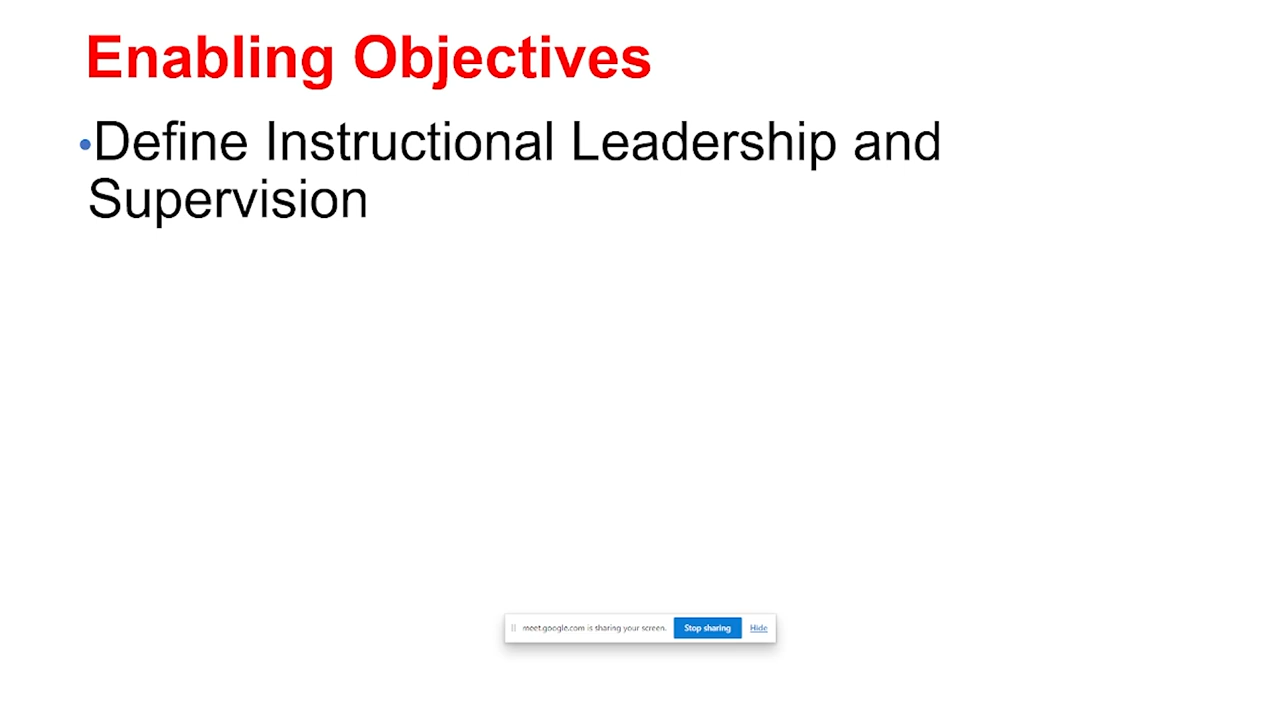 Enabling Objectives
•Define Instructional Leadership and
Supervision
meet.google.com is sharing your screen. Stop sharing Hide